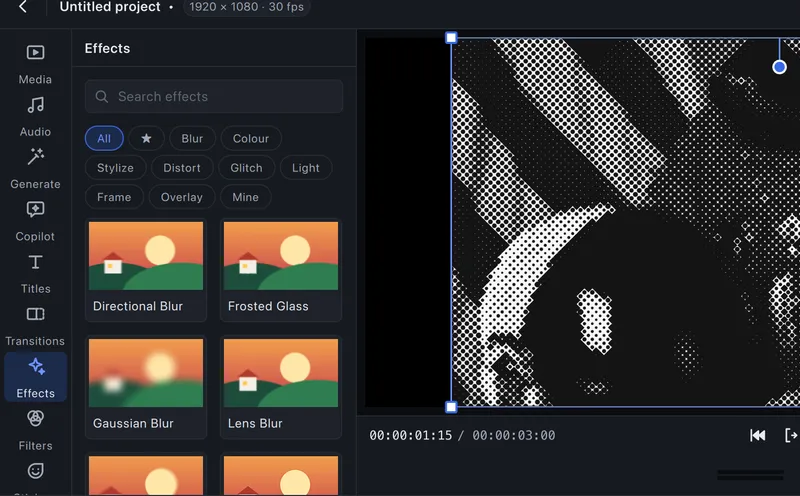 Untitled project • 1920 × 1080 · 30 fps
Media
Audio
Generate
Copilot
Titles
Transitions
Effects
Filters
Effects
Search effects
All ★ Blur Colour
Stylize Distort Glitch Light
Frame Overlay Mine
Directional Blur Frosted Glass
Gaussian Blur Lens Blur
00:00:01:15 / 00:00:03:00